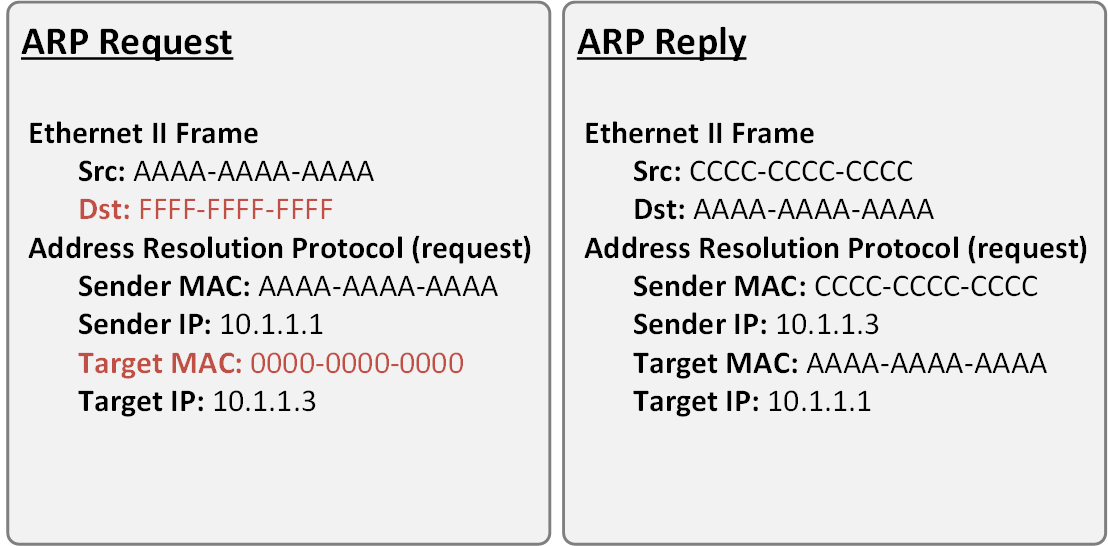 ARP Request
Ethernet II Frame
Src: AAAA-AAAA-AAAA
Dst: FFFF-FFFF-FFFF
Address Resolution Protocol (request)
Sender MAC: AAAA-AAAA-AAAA
Sender IP: 10.1.1.1
Target MAC: 0000-0000-0000
Target IP: 10.1.1.3
ARP Reply
Ethernet II Frame
Src: CCCC-CCCC-CCCC
Dst: AAAA-AAAA-AAAA
Address Resolution Protocol (request)
Sender MAC: CCCC-CCCC-CCCC
Sender IP: 10.1.1.3
Target MAC: AAAA-AAAA-AAAA
Target IP: 10.1.1.1